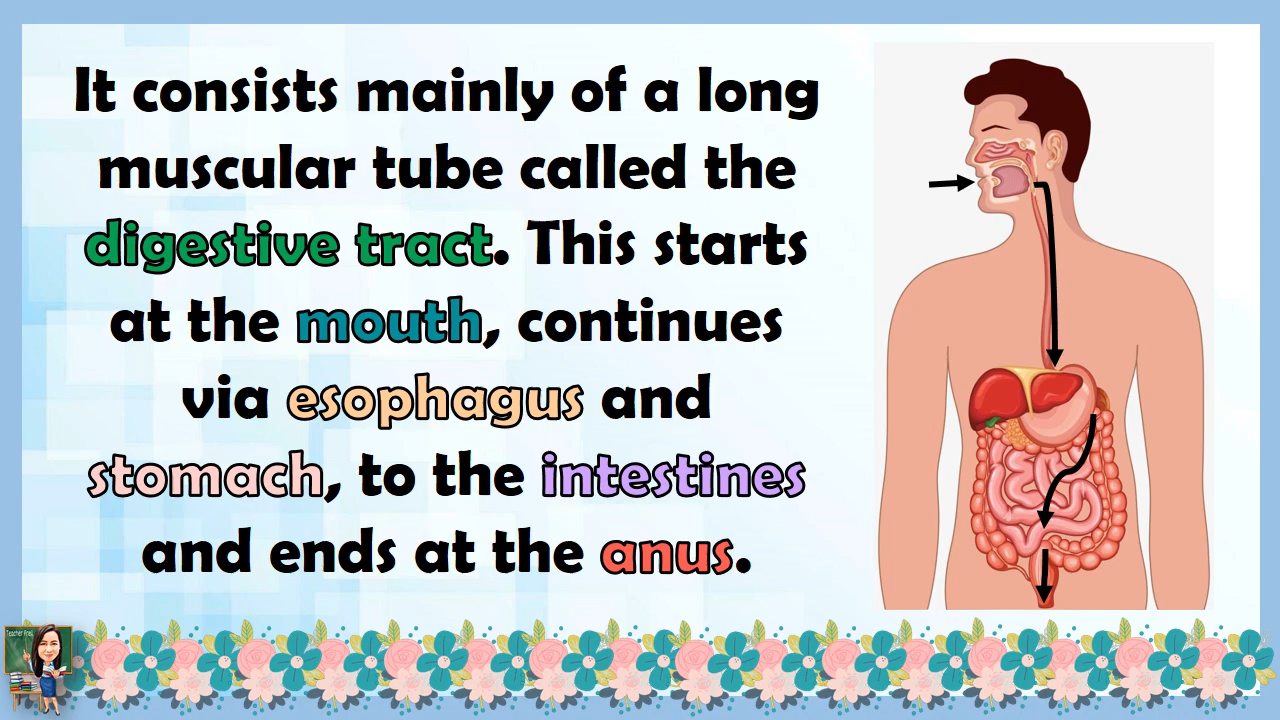 It consists mainly of a long
muscular tube called the
digestive tract. This starts
at the mouth, continues
via esophagus and
stomach, to the intestines
and ends at the anus.